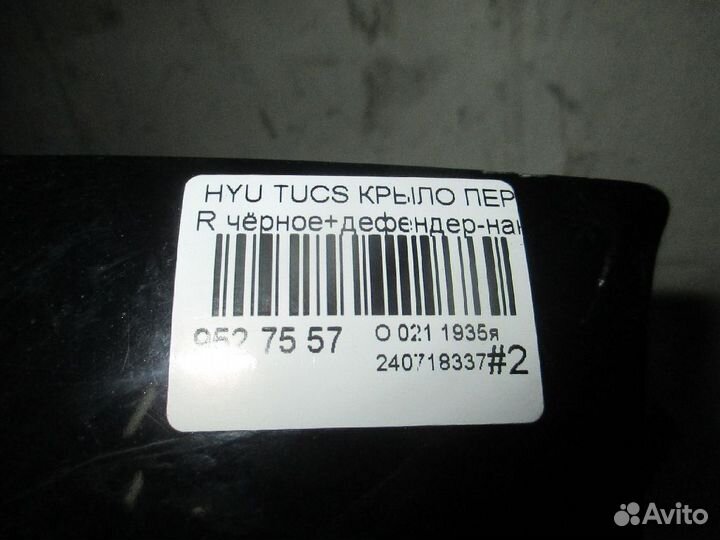 HYU TUCS КРЫЛО ПЕР
R чёрное+дефендер-нак
952 75 57
О 021 1935я
240718337#2
Avito